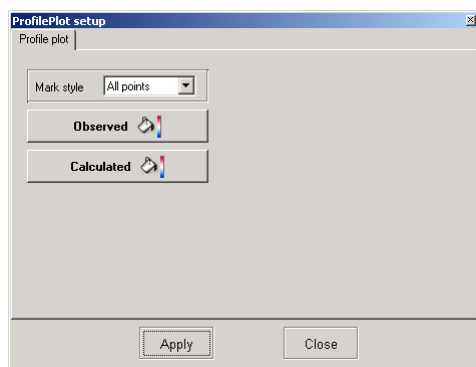 ProfilePlot setup
Profile plot
Mark style All points
Observed
Calculated
Apply Close